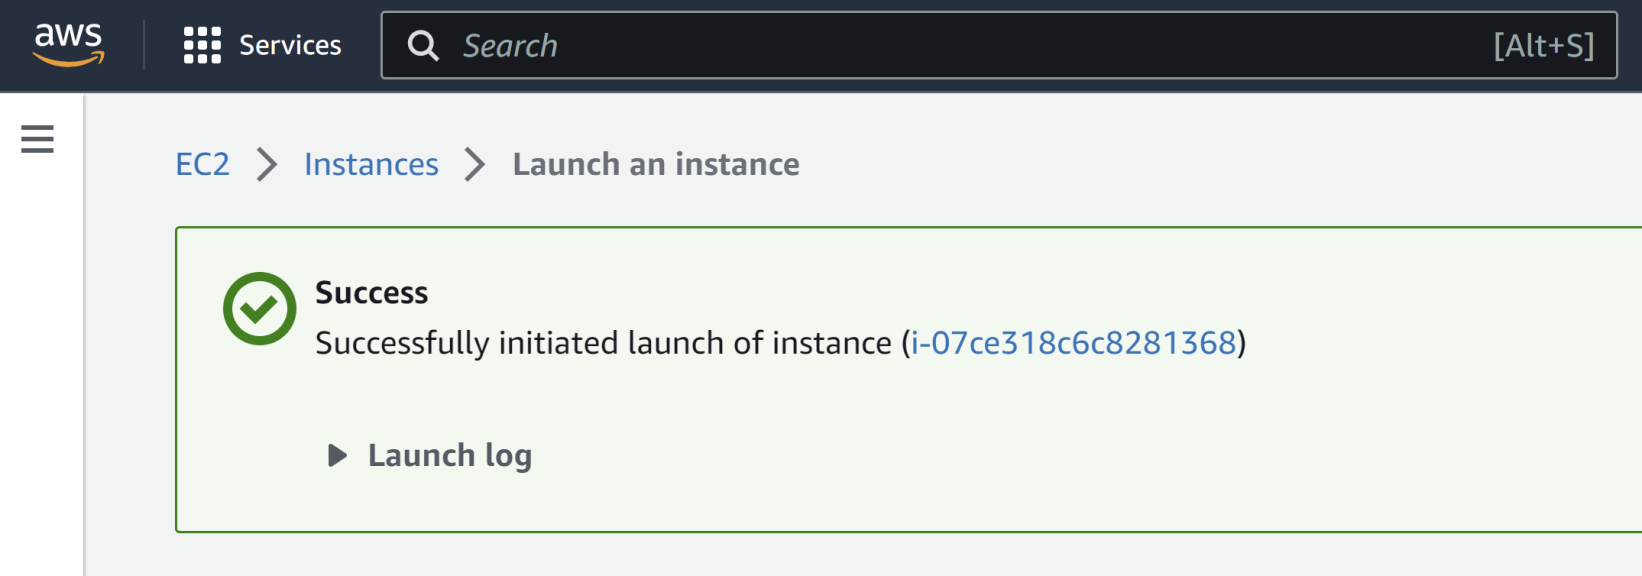 aws
Services
Search
[Alt+S]
EC2 > Instances > Launch an instance
Success
Successfully initiated launch of instance (i-07ce318c6c8281368)
Launch log